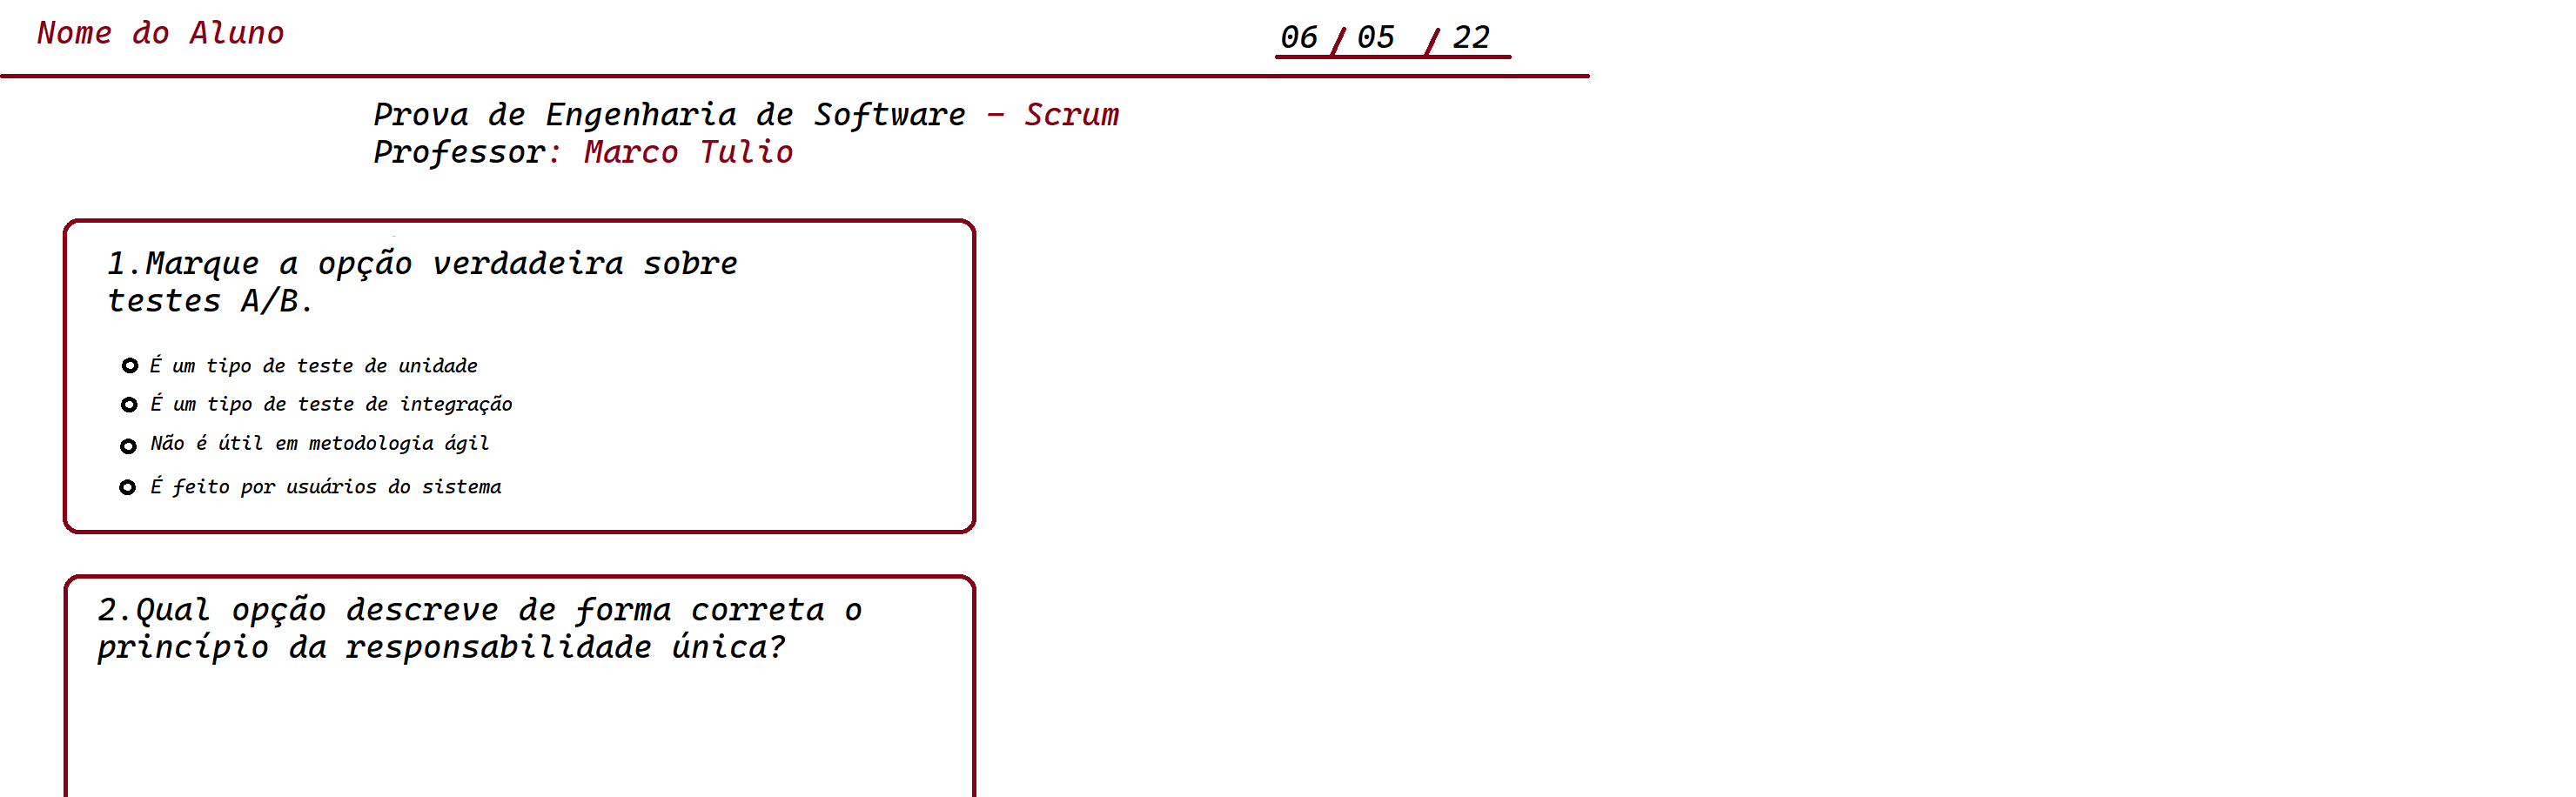 Nome do Aluno
06 / 05 / 22
Prova de Engenharia de Software - Scrum
Professor: Marco Tulio
1.Marque a opção verdadeira sobre
testes A/B.
É um tipo de teste de unidade
É um tipo de teste de integração
Não é útil em metodologia ágil
É feito por usuários do sistema
2.Qual opção descreve de forma correta o
princípio da responsabilidade única?